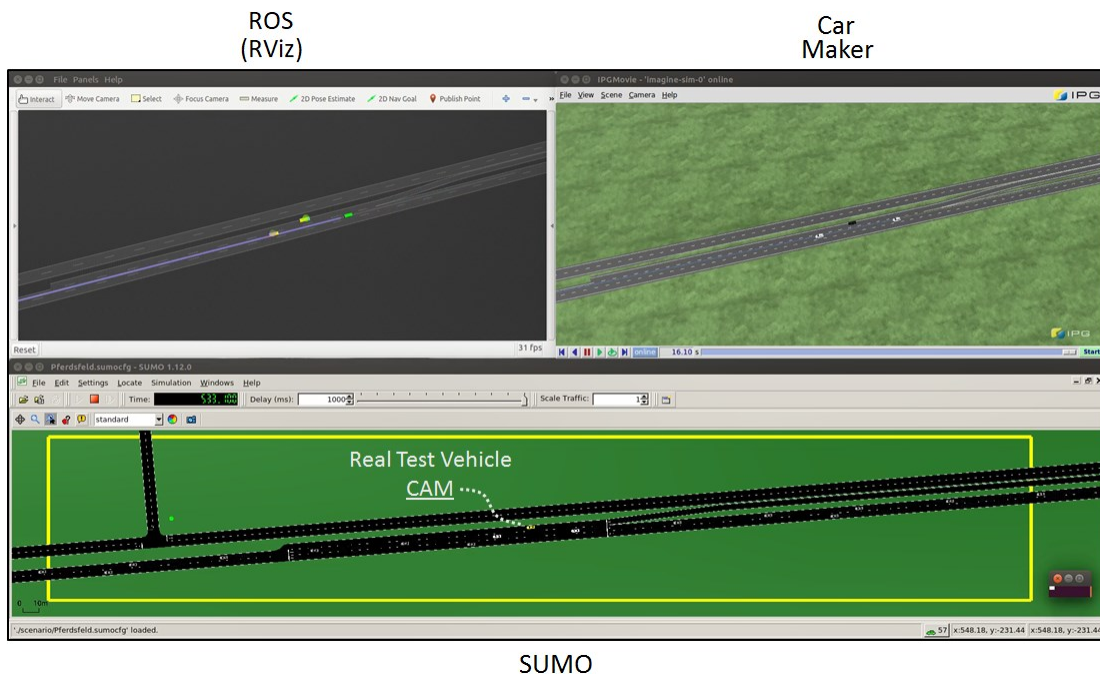 ROS
(RViz)
Car
Maker
File Panels Help
Interact Move Camera Select Focus Camera Measure 2D Pose Estimate 2D Nav Goal Publish Point »
Reset
31 fps
IPGMovie - 'imagine-sim-0' online
File View Scene Camera Help
IPG
IPG
online 16.10 s
Start
Pferdsfeld.sumocfg - SUMO 1.12.0
File Edit Settings Locate Simulation Windows Help
Time: 533.100 Delay (ms): 1000 Scale Traffic: 1
standard
Real Test Vehicle
CAM
0 10m
'./scenario/Pferdsfeld.sumocfg' loaded.
57 x:548.18, y:-231.44 x:548.18, y:-231.44
SUMO